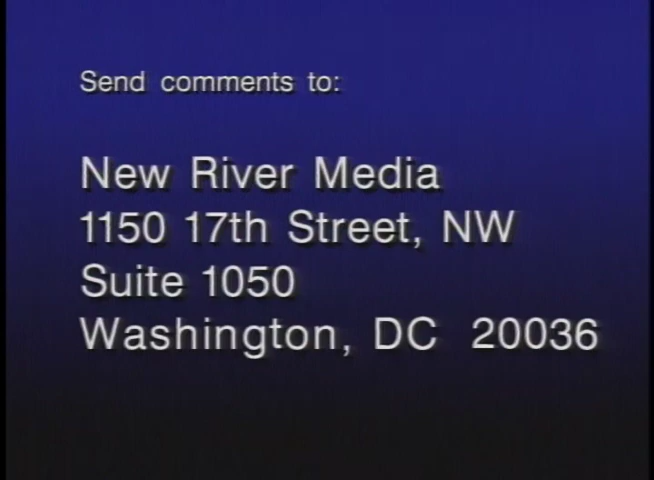 Send comments to:
New River Media
1150 17th Street, NW
Suite 1050
Washington, DC 20036